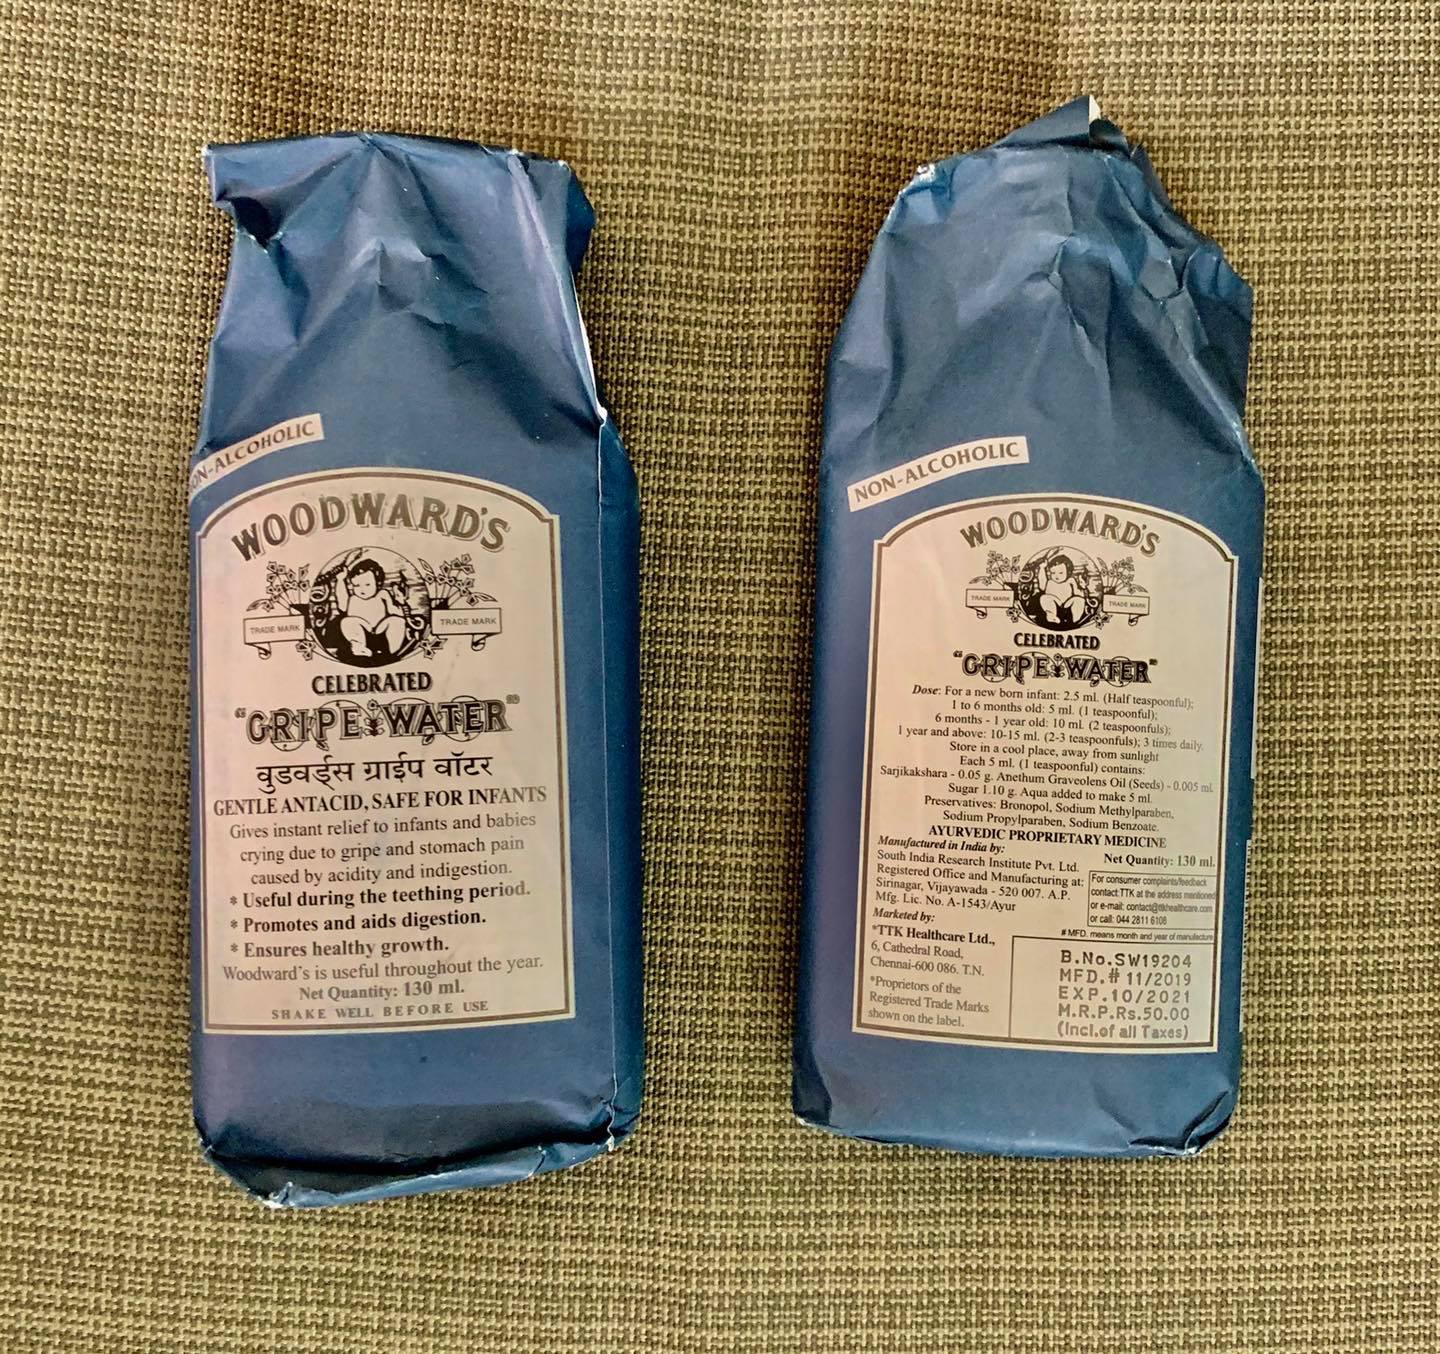 NON-ALCOHOLIC
WOODWARD'S
TRADE MARK
TRADE MARK
CELEBRATED
"GRIPE WATER"
वुडवर्ड्स ग्राईप वॉटर
GENTLE ANTACID, SAFE FOR INFANTS
Gives instant relief to infants and babies
crying due to gripe and stomach pain
caused by acidity and indigestion.
* Useful during the teething period.
* Promotes and aids digestion.
* Ensures healthy growth.
Woodward's is useful throughout the year.
Net Quantity: 130 ml.
SHAKE WELL BEFORE USE
NON-ALCOHOLIC
WOODWARD'S
TRADE MARK
TRADE MARK
CELEBRATED
"GRIPE WATER"
Dose: For a new born infant: 2.5 ml. (Half teaspoonful);
1 to 6 months old: 5 ml. (1 teaspoonful);
6 months - 1 year old: 10 ml. (2 teaspoonfuls);
1 year and above: 10-15 ml. (2-3 teaspoonfuls); 3 times daily.
Store in a cool place, away from sunlight
Each 5 ml. (1 teaspoonful) contains:
Sarjikakshara - 0.05 g. Anethum Graveolens Oil (Seeds) - 0.005 ml.
Sugar 1.10 g. Aqua added to make 5 ml.
Preservatives: Bronopol, Sodium Methylparaben,
Sodium Propylparaben, Sodium Benzoate.
AYURVEDIC PROPRIETARY MEDICINE
Manufactured in India by:
South India Research Institute Pvt. Ltd.
Registered Office and Manufacturing at:
Sirinagar, Vijayawada - 520 007. A.P.
Mfg. Lic. No. A-1543/Ayur
Marketed by:
*TTK Healthcare Ltd.,
6, Cathedral Road,
Chennai-600 086. T.N.
*Proprietors of the
Registered Trade Marks
shown on the label.
Net Quantity: 130 ml.
For consumer complaints/feedback
contact TTK at the address mentioned
or e-mail: contact@ttkhealthcare.com
or call: 044 2811 6108
# MFD. means month and year of manufacture
B.No.SW19204
MFD.# 11/2019
EXP.10/2021
M.R.P.Rs.50.00
(Incl.of all Taxes)